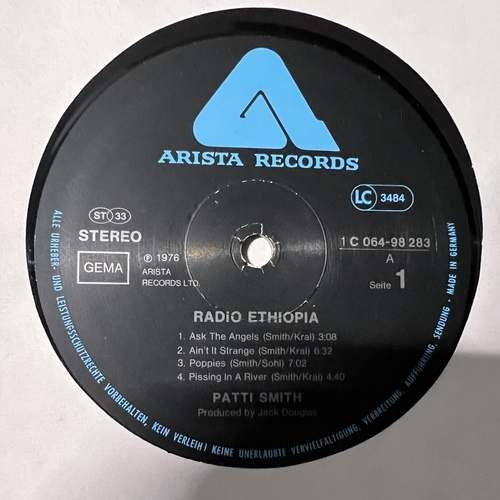 ARISTA RECORDS
LC 3484
ST 33
STEREO
GEMA
℗ 1976
ARISTA
RECORDS LTD.
1 C 064-98 283
A
Seite 1
RADIO ETHIOPIA
1. Ask The Angels (Smith/Kral) 3:08
2. Ain't It Strange (Smith/Kral) 6:32
3. Poppies (Smith/Sohl) 7:02
4. Pissing In A River (Smith/Kral) 4:40
PATTI SMITH
Produced by Jack Douglas
ALLE URHEBER- UND LEISTUNGSSCHUTZRECHTE VORBEHALTEN, KEIN VERLEIH! KEINE UNERLAUBTE VERVIELFÄLTIGUNG, VERBREITUNG, AUFFÜHRUNG, SENDUNG · MADE IN GERMANY